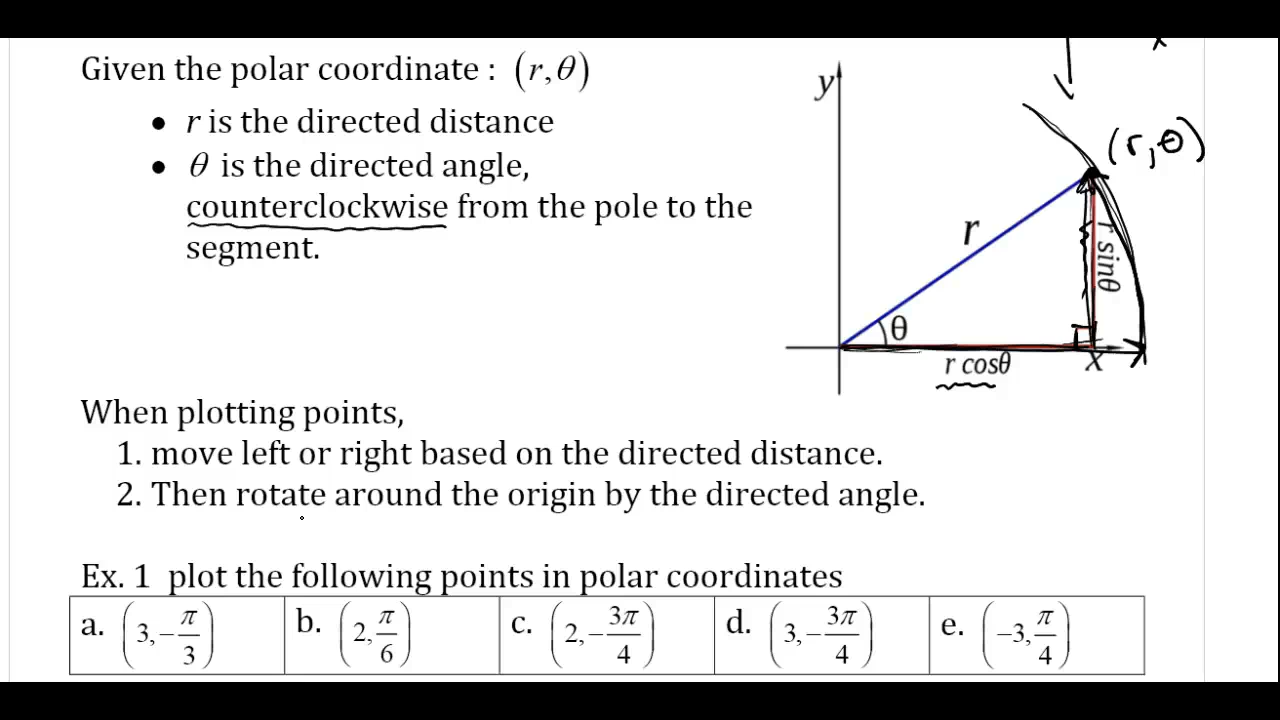 Given the polar coordinate : (r, θ)
• r is the directed distance
• θ is the directed angle,
counterclockwise from the pole to the
segment.
x
y
(r, θ)
r
r sinθ
θ
r cosθ
x
When plotting points,
1. move left or right based on the directed distance.
2. Then rotate around the origin by the directed angle.
Ex. 1 plot the following points in polar coordinates
a. (3, −π/3) b. (2, π/6) c. (2, −3π/4) d. (3, −3π/4) e. (−3, π/4)